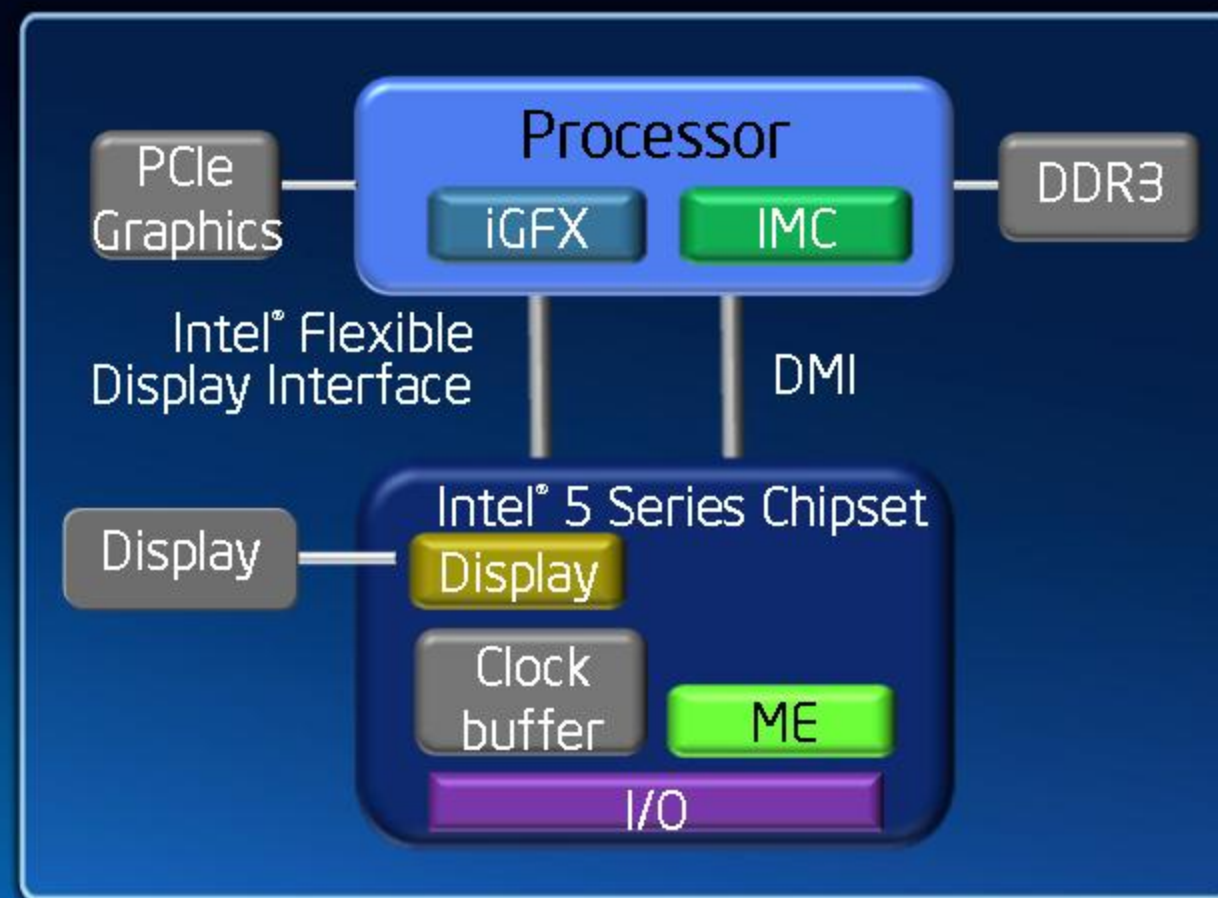 Processor
PCIe
Graphics
iGFX
IMC
DDR3
Intel® Flexible
Display Interface
DMI
Intel® 5 Series Chipset
Display
Display
Clock
buffer
ME
I/O